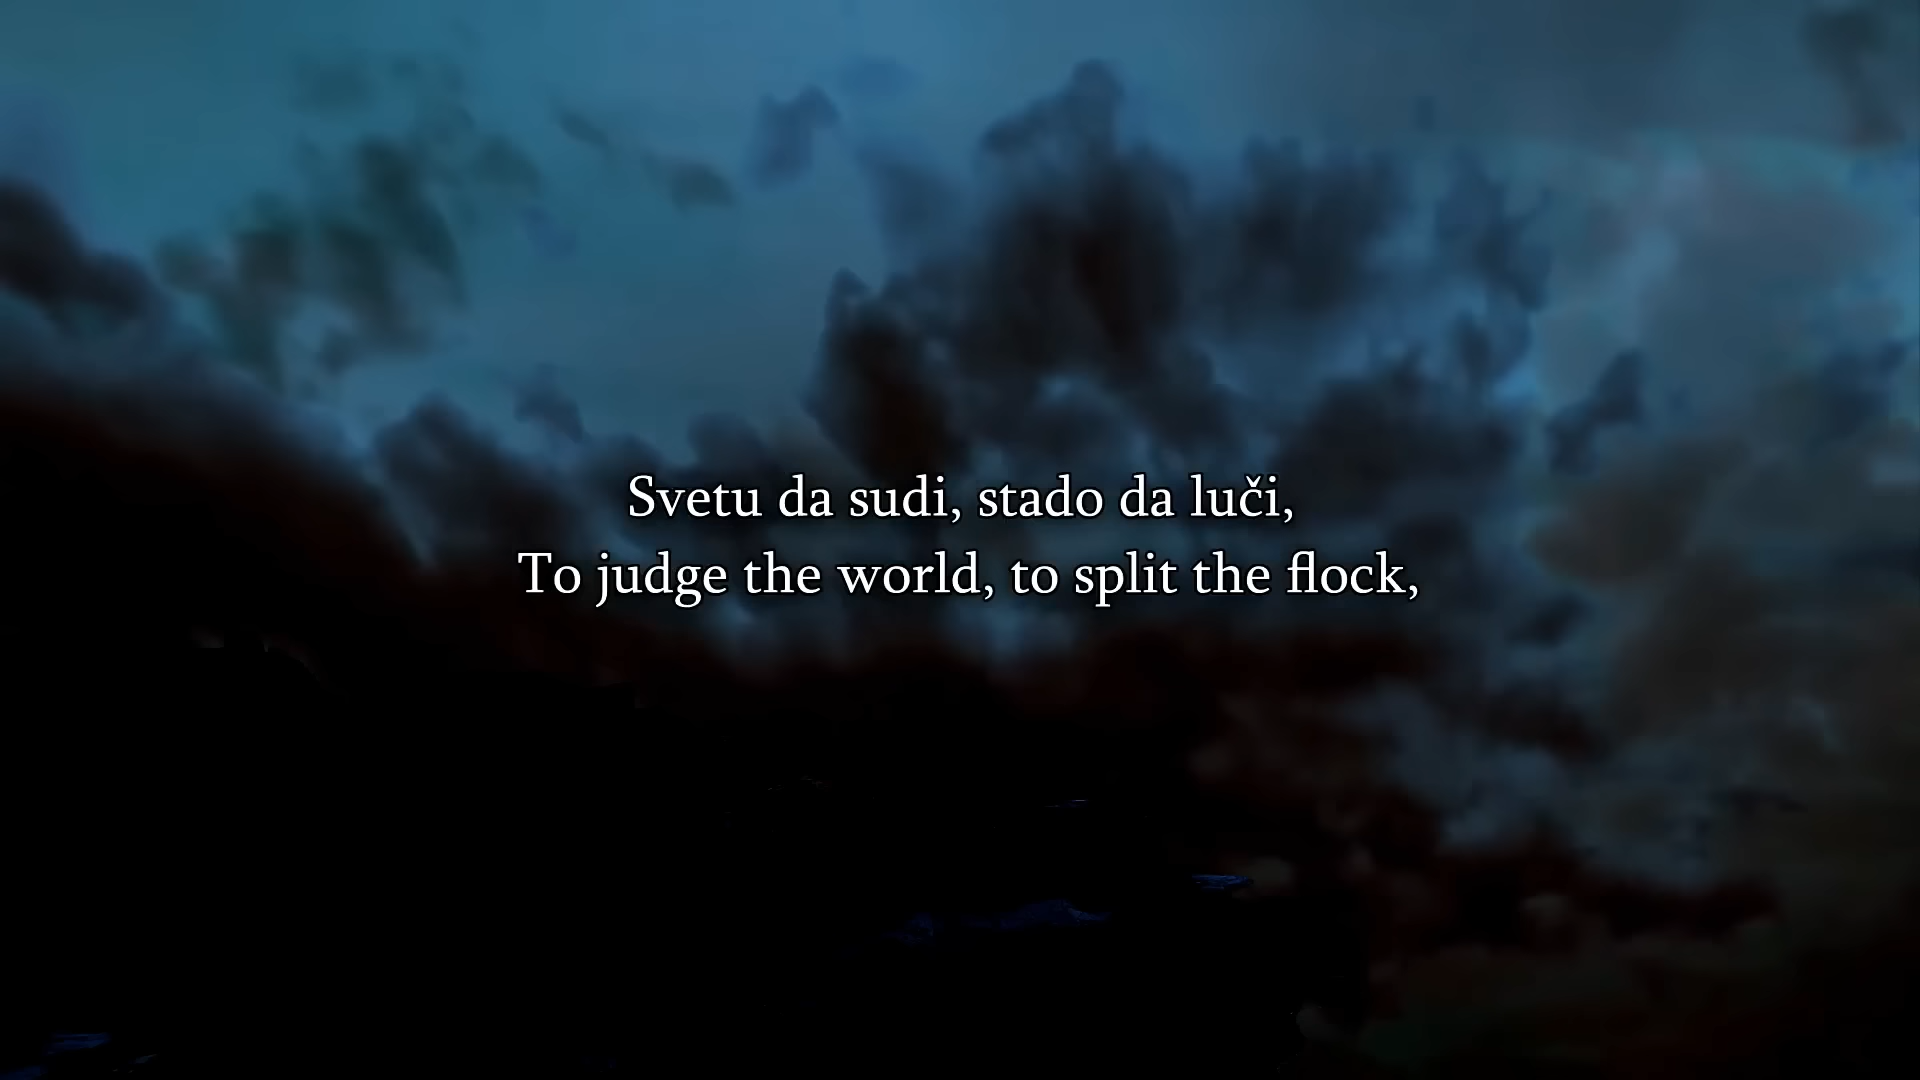 Svetu da sudi, stado da luči,
To judge the world, to split the flock,